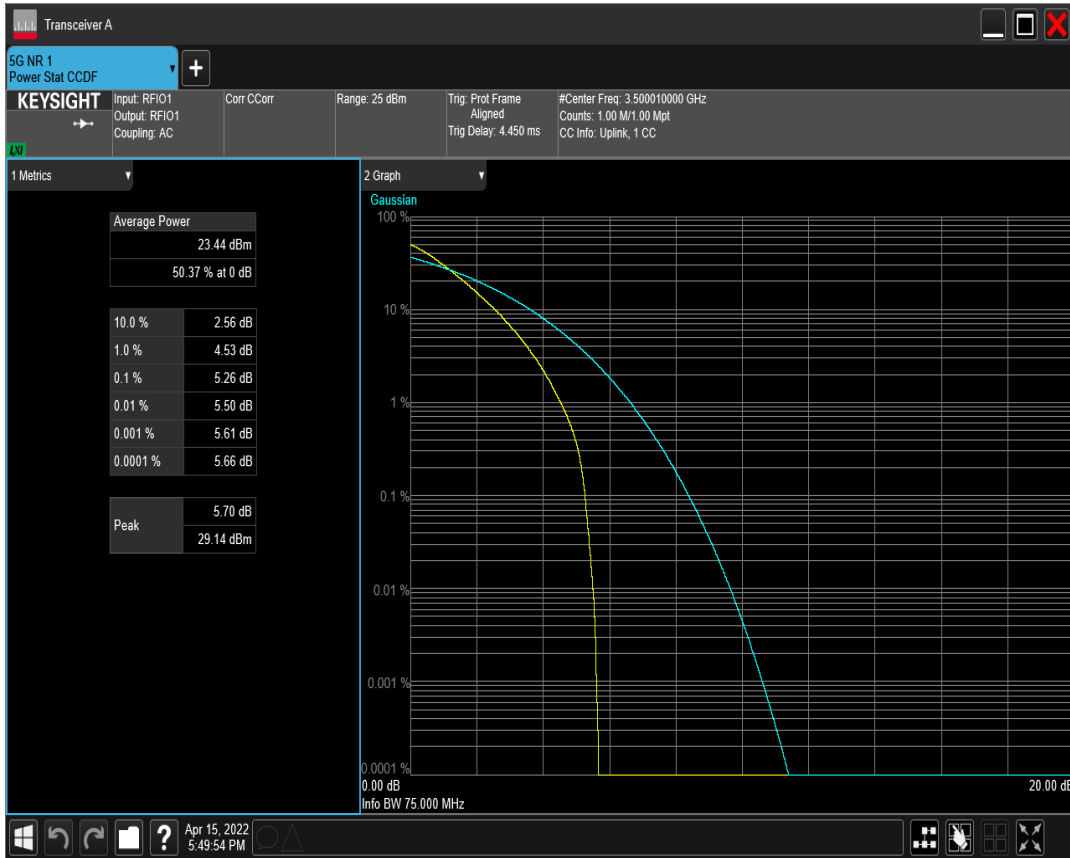 Transceiver A
5G NR 1
Power Stat CCDF
+
KEYSIGHT
LXI
Input: RFIO1
Output: RFIO1
Coupling: AC
Corr CCorr
Range: 25 dBm
Trig: Prot Frame
Aligned
Trig Delay: 4.450 ms
#Center Freq: 3.500010000 GHz
Counts: 1.00 M/1.00 Mpt
CC Info: Uplink, 1 CC
1 Metrics
Average Power
23.44 dBm
50.37 % at 0 dB
10.0 % 2.56 dB
1.0 % 4.53 dB
0.1 % 5.26 dB
0.01 % 5.50 dB
0.001 % 5.61 dB
0.0001 % 5.66 dB
Peak
5.70 dB
29.14 dBm
2 Graph
Gaussian
100 %
10 %
1 %
0.1 %
0.01 %
0.001 %
0.0001 %
0.00 dB
20.00 dB
Info BW 75.000 MHz
?
Apr 15, 2022
5:49:54 PM